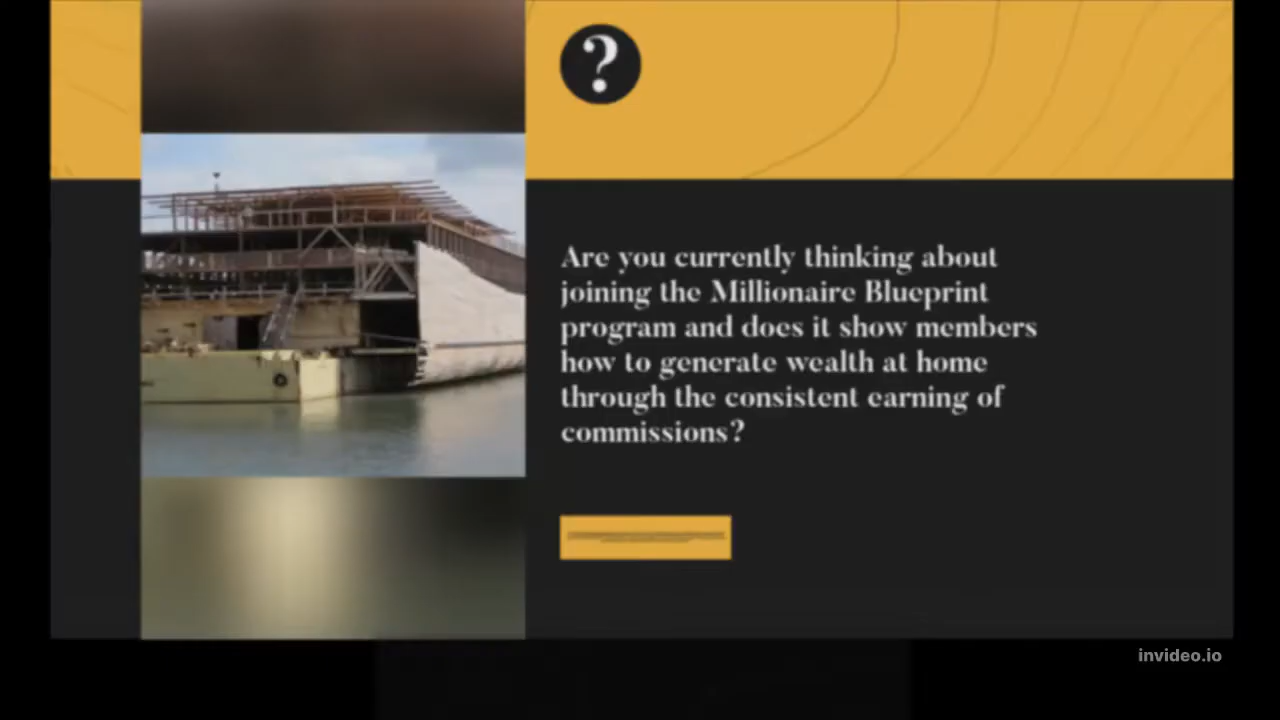 ?
Are you currently thinking about
joining the Millionaire Blueprint
program and does it show members
how to generate wealth at home
through the consistent earning of
commissions?
invideo.io